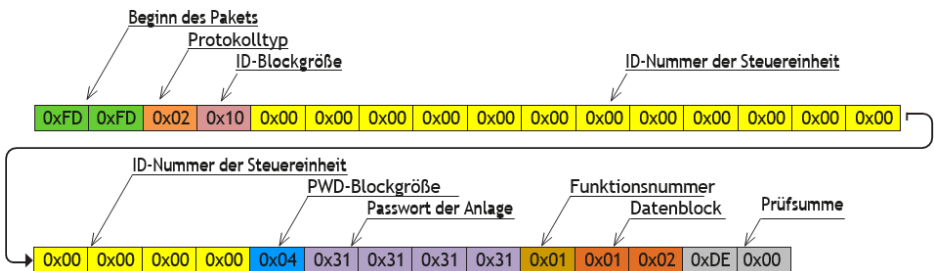 Beginn des Pakets
Protokolltyp
ID-Blockgröße
ID-Nummer der Steuereinheit
0xFD 0xFD 0x02 0x10 0x00 0x00 0x00 0x00 0x00 0x00 0x00 0x00 0x00 0x00 0x00 0x00
ID-Nummer der Steuereinheit
PWD-Blockgröße
Funktionsnummer
Passwort der Anlage
Datenblock
Prüfsumme
0x00 0x00 0x00 0x00 0x04 0x31 0x31 0x31 0x31 0x01 0x01 0x02 0xDE 0x00